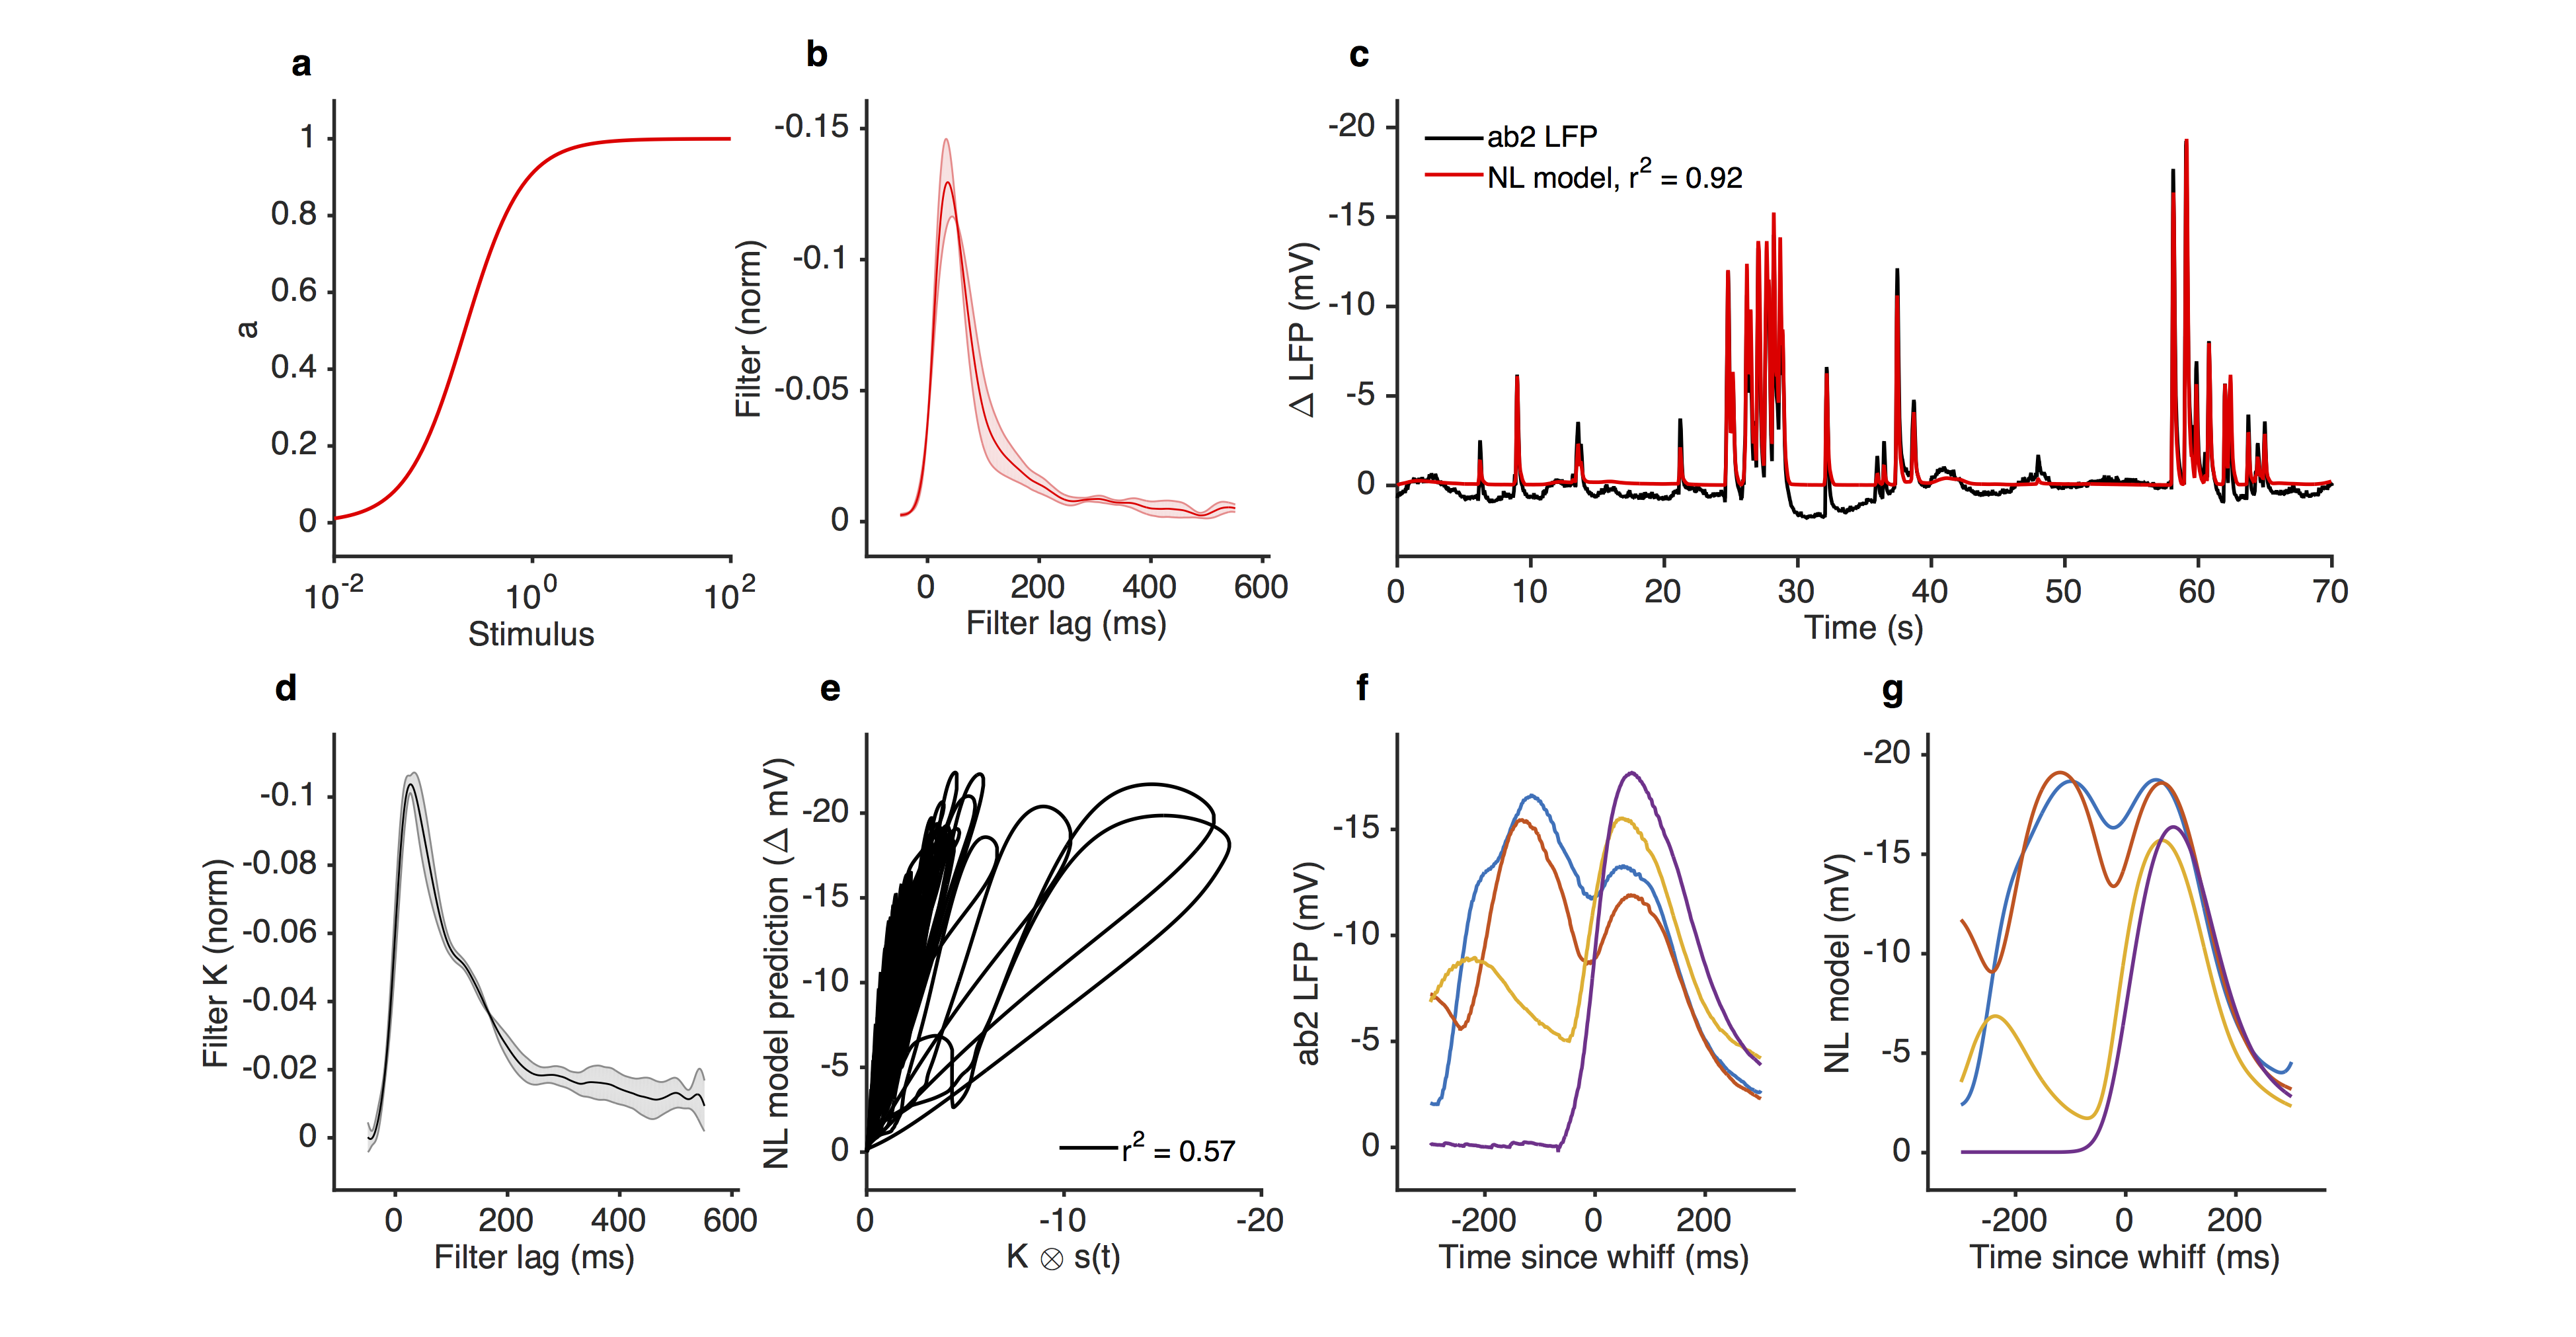 a
1
0.8
0.6
0.4
0.2
0
a
10^-2
10^0
10^2
Stimulus
b
-0.15
-0.1
-0.05
0
Filter (norm)
0
200
400
600
Filter lag (ms)
c
-20
-15
-10
-5
0
Δ LFP (mV)
ab2 LFP
NL model, r^2 = 0.92
0
10
20
30
40
50
60
70
Time (s)
d
-0.1
-0.08
-0.06
-0.04
-0.02
0
Filter K (norm)
0
200
400
600
Filter lag (ms)
e
-20
-15
-10
-5
0
NL model prediction (Δ mV)
r^2 = 0.57
0
-10
-20
K ⊗ s(t)
f
-15
-10
-5
0
ab2 LFP (mV)
-200
0
200
Time since whiff (ms)
g
-20
-15
-10
-5
0
NL model (mV)
-200
0
200
Time since whiff (ms)